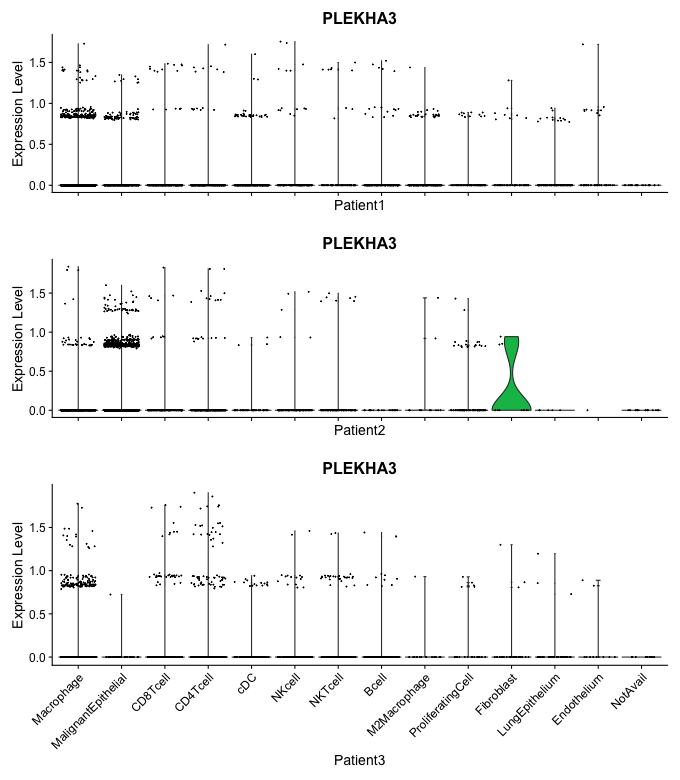 PLEKHA3
Expression Level
1.5
1.0
0.5
0.0
Patient1
PLEKHA3
Expression Level
1.5
1.0
0.5
0.0
Patient2
PLEKHA3
Expression Level
1.5
1.0
0.5
0.0
Macrophage
MalignantEpithelial
CD8Tcell
CD4Tcell
cDC
NKcell
NKTcell
Bcell
M2Macrophage
ProliferatingCell
Fibroblast
LungEpithelium
Endothelium
NotAvail
Patient3